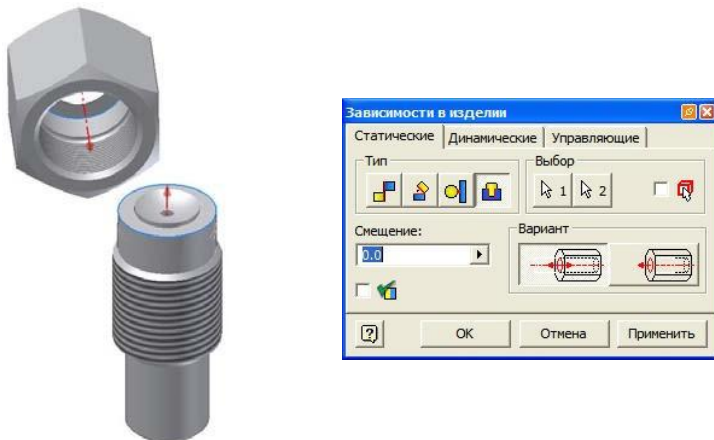 Зависимости в изделии
Статические Динамические Управляющие
Тип Выбор
1 2
Смещение: Вариант
0.0
? OK Отмена Применить